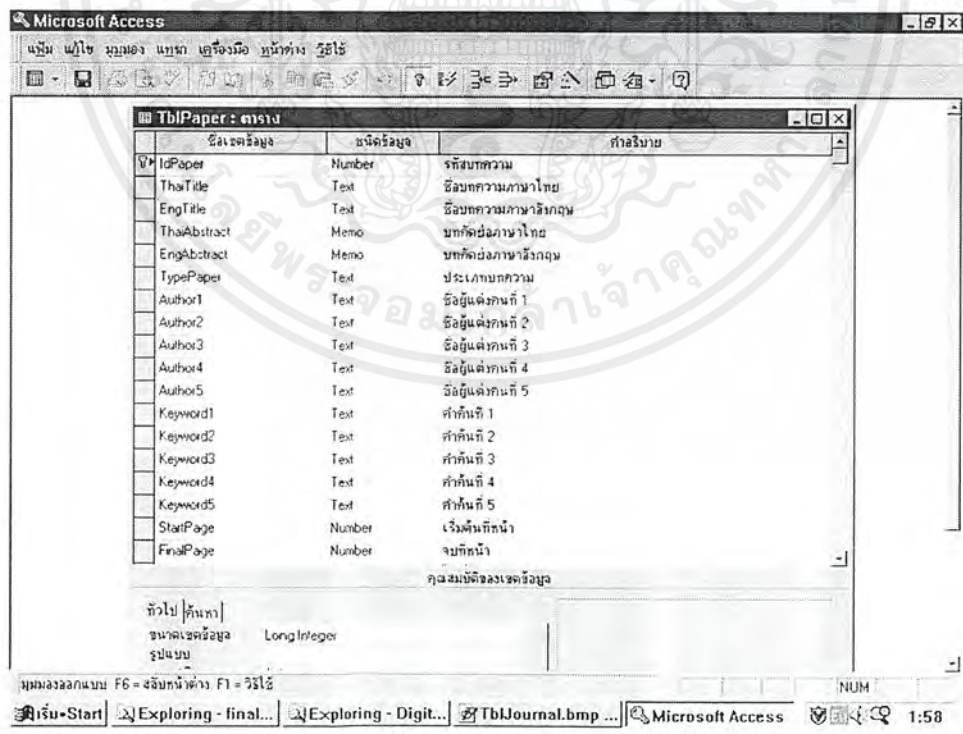 Microsoft Access
แฟ้ม แก้ไข มุมมอง แทรก เครื่องมือ หน้าต่าง วิธีใช้
TblPaper : ตาราง
ชื่อเขตข้อมูล ชนิดข้อมูล คำอธิบาย
IdPaper Number รหัสบทความ
ThaiTitle Text ชื่อบทความภาษาไทย
EngTitle Text ชื่อบทความภาษาอังกฤษ
ThaiAbstract Memo บทคัดย่อภาษาไทย
EngAbstract Memo บทคัดย่อภาษาอังกฤษ
TypePaper Text ประเภทบทความ
Author1 Text ชื่อผู้แต่งคนที่ 1
Author2 Text ชื่อผู้แต่งคนที่ 2
Author3 Text ชื่อผู้แต่งคนที่ 3
Author4 Text ชื่อผู้แต่งคนที่ 4
Author5 Text ชื่อผู้แต่งคนที่ 5
Keyword1 Text คำค้นที่ 1
Keyword2 Text คำค้นที่ 2
Keyword3 Text คำค้นที่ 3
Keyword4 Text คำค้นที่ 4
Keyword5 Text คำค้นที่ 5
StartPage Number เริ่มต้นที่หน้า
FinalPage Number จบที่หน้า
คุณสมบัติของเขตข้อมูล
ทั่วไป ค้นหา
ขนาดเขตข้อมูล Long Integer
รูปแบบ
มุมมองออกแบบ F6 = สลับหน้าต่าง F1 = วิธีใช้ NUM
เริ่ม-Start Exploring - final... Exploring - Digit... TblJournal.bmp ... Microsoft Access 1:58